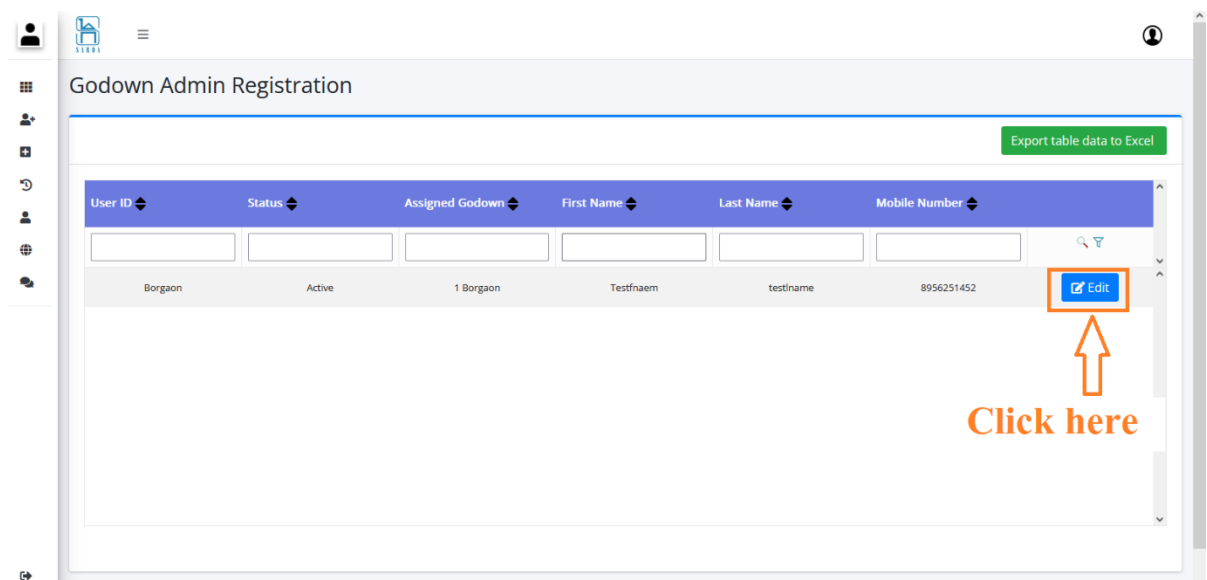 SARDA
Godown Admin Registration
Export table data to Excel
User ID Status Assigned Godown First Name Last Name Mobile Number
Borgaon Active 1 Borgaon Testfnaem testlname 8956251452 Edit
Click here